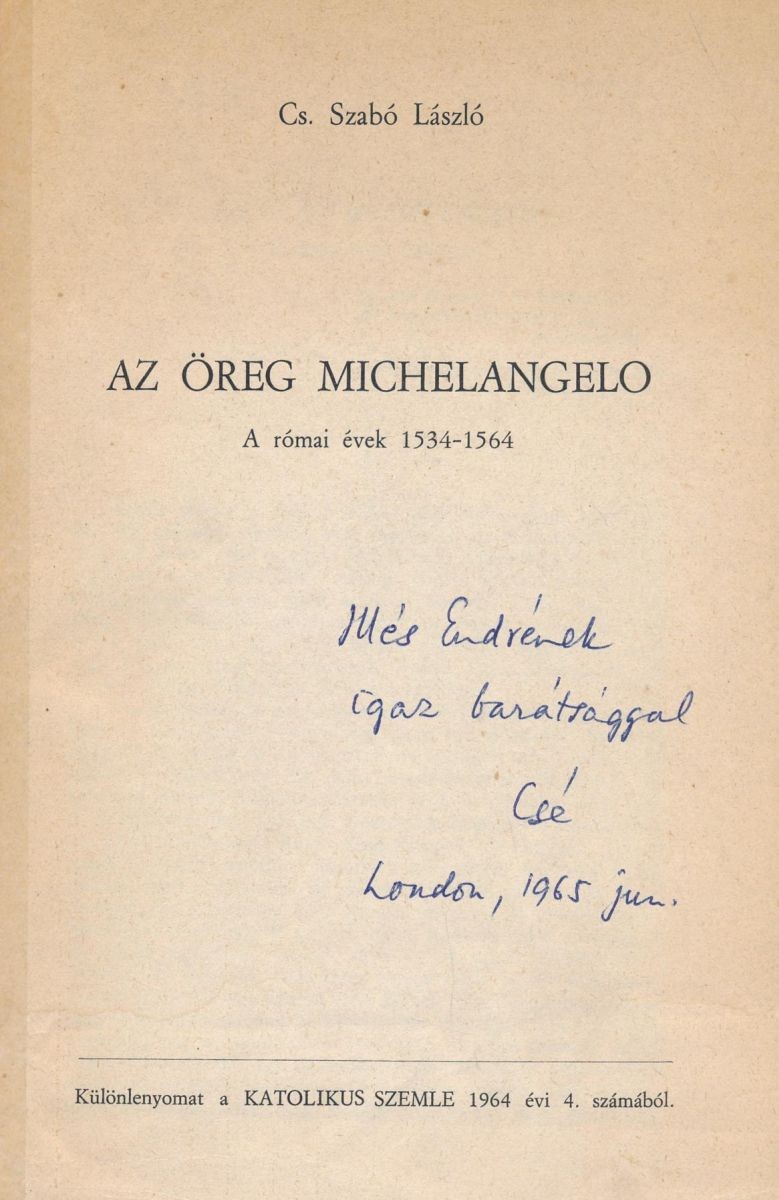 Cs. Szabó László
AZ ÖREG MICHELANGELO
A római évek 1534-1564
Illés Endrének
igaz barátsággal
Csé
London, 1965 jun.
Különlenyomat a KATOLIKUS SZEMLE 1964 évi 4. számából.